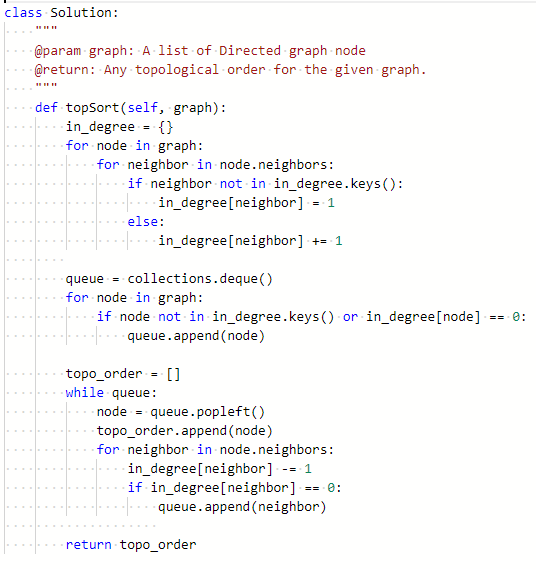 class Solution:
    """
    @param graph: A list of Directed graph node
    @return: Any topological order for the given graph.
    """
    def topSort(self, graph):
        in_degree = {}
        for node in graph:
            for neighbor in node.neighbors:
                if neighbor not in in_degree.keys():
                    in_degree[neighbor] = 1
                else:
                    in_degree[neighbor] += 1
        queue = collections.deque()
        for node in graph:
            if node not in in_degree.keys() or in_degree[node] == 0:
                queue.append(node)
        topo_order = []
        while queue:
            node = queue.popleft()
            topo_order.append(node)
            for neighbor in node.neighbors:
                in_degree[neighbor] -= 1
                if in_degree[neighbor] == 0:
                    queue.append(neighbor)
        return topo_order